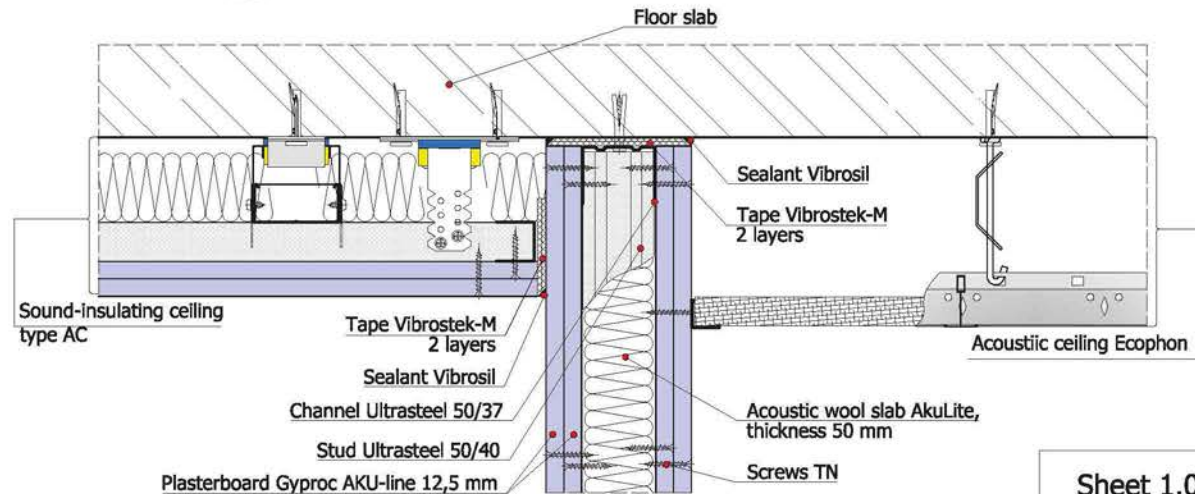 Floor slab
Sealant Vibrosil
Tape Vibrostek-M
2 layers
Sound-insulating ceiling
type AC
Tape Vibrostek-M
2 layers
Sealant Vibrosil
Channel Ultrasteel 50/37
Stud Ultrasteel 50/40
Plasterboard Gyproc AKU-line 12,5 mm
Acoustiic ceiling Ecophon
Acoustic wool slab AkuLite,
thickness 50 mm
Screws TN
Sheet 1.0